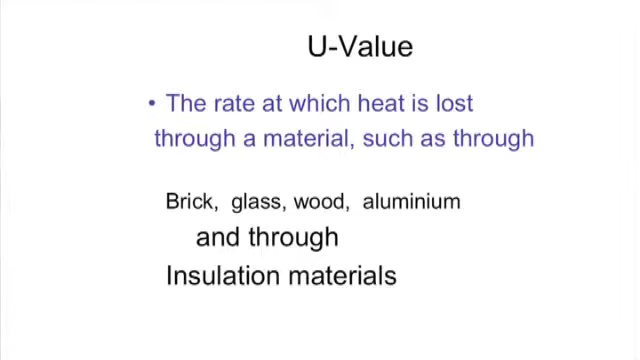 U-Value
• The rate at which heat is lost
through a material, such as through
Brick, glass, wood, aluminium
and through
Insulation materials